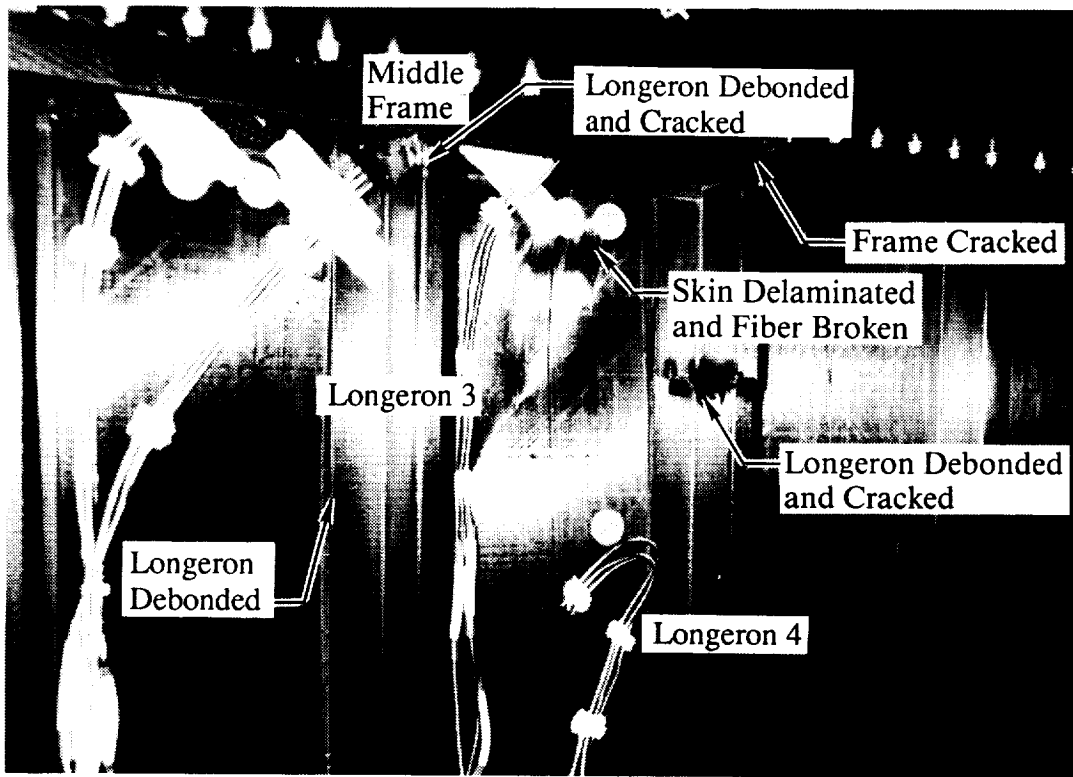 Middle
Frame
Longeron Debonded
and Cracked
Frame Cracked
Skin Delaminated
and Fiber Broken
Longeron 3
Longeron Debonded
and Cracked
Longeron
Debonded
Longeron 4